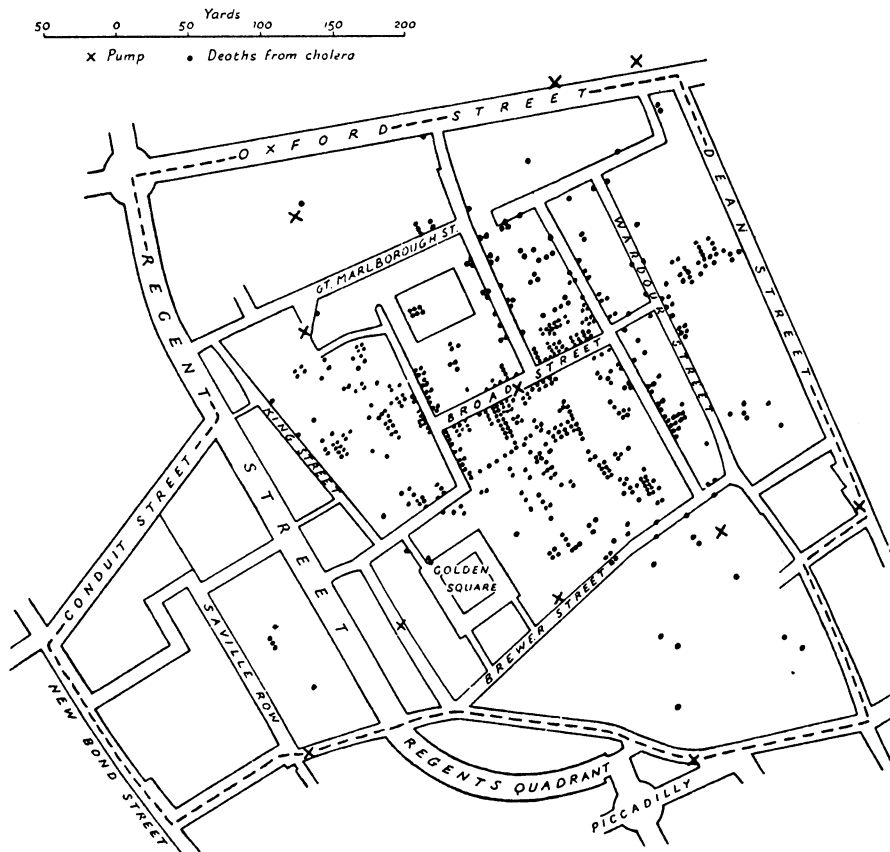 Yards
50 0 50 100 150 200
x Pump • Deaths from cholera
OXFORD STREET
DEAN STREET
REGENT STREET
GT. MARLBOROUGH ST.
WARDOUR STREET
BROAD STREET
KING STREET
CONDUIT STREET
GOLDEN
SQUARE
SAVILLE ROW
BREWER STREET
NEW BOND STREET
REGENTS QUADRANT
PICCADILLY